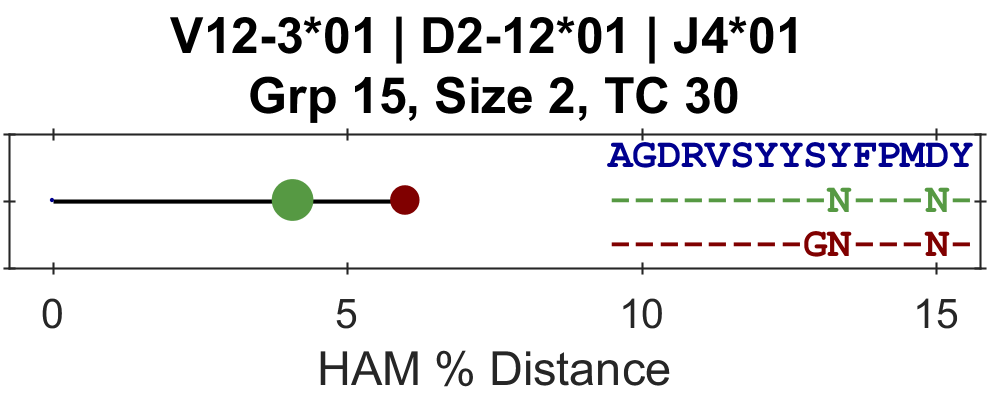 V12-3*01 | D2-12*01 | J4*01
Grp 15, Size 2, TC 30
AGDRVSYYSYFPMDY
---------N---N-
--------GN---N-
0 5 10 15
HAM % Distance